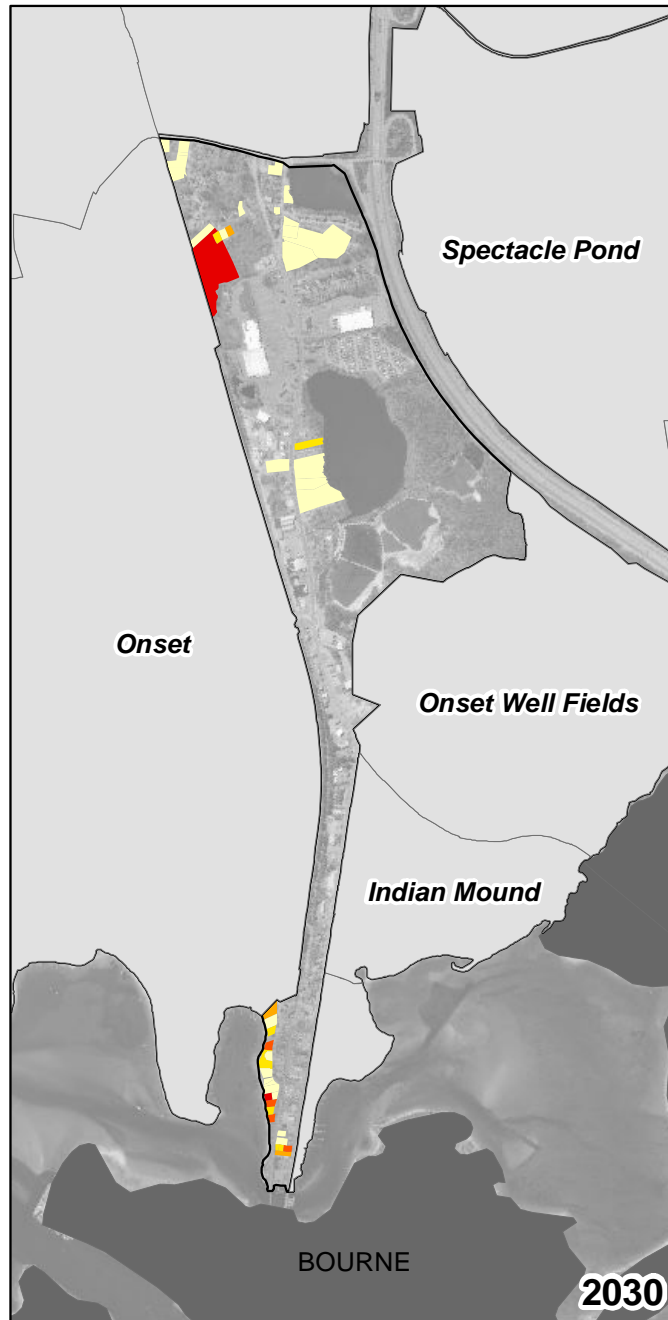 Spectacle Pond
Onset
Onset Well Fields
Indian Mound
BOURNE
2030